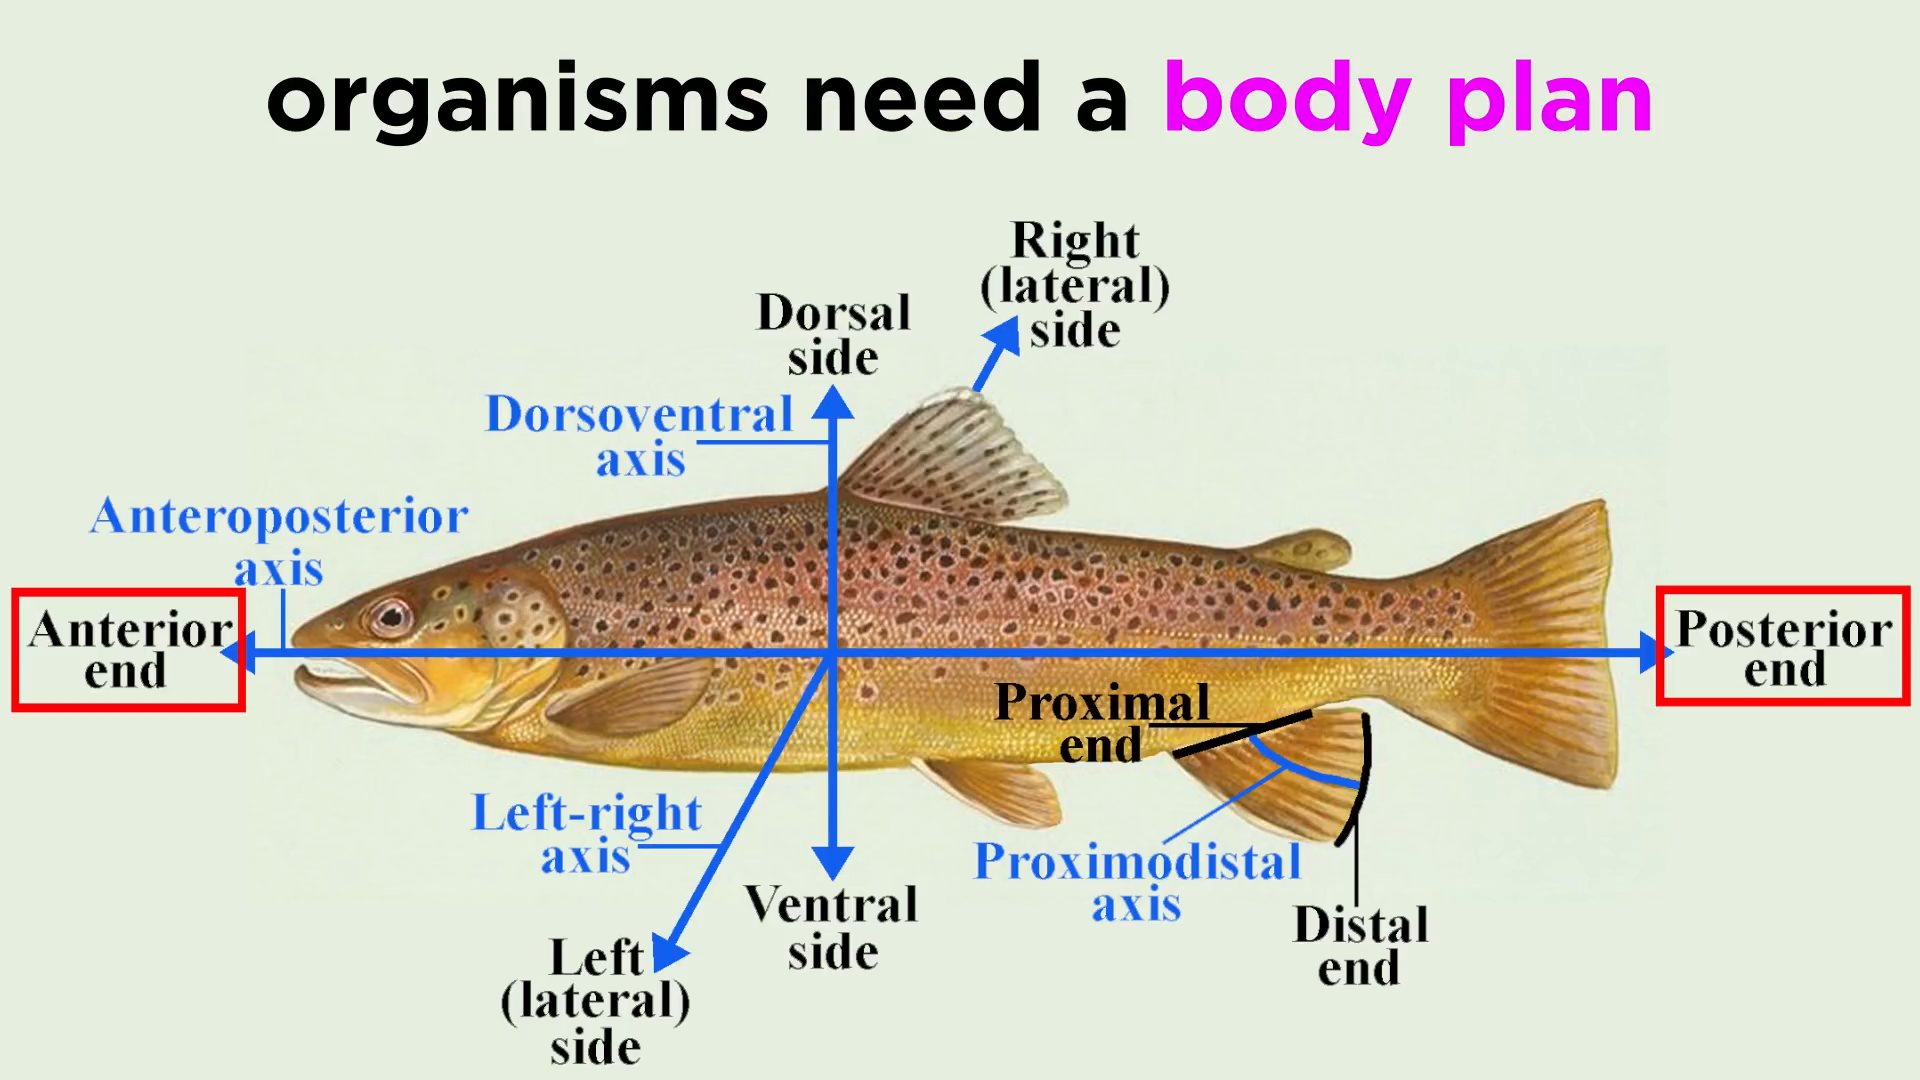 organisms need a body plan
Right
(lateral)
side
Dorsal
side
Dorsoventral
axis
Anteroposterior
axis
Anterior
end
Posterior
end
Proximal
end
Left-right
axis
Proximodistal
axis
Ventral
side
Distal
end
Left
(lateral)
side